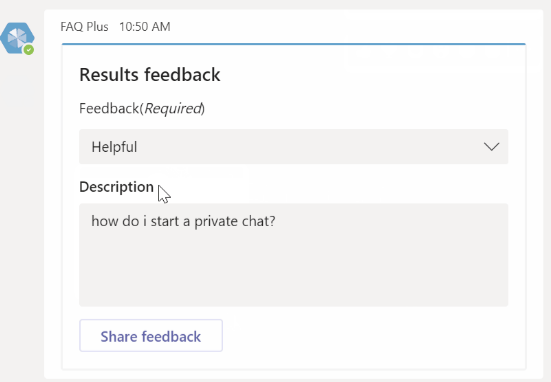 FAQ Plus 10:50 AM
Results feedback
Feedback(Required)
Helpful
Description
how do i start a private chat?
Share feedback